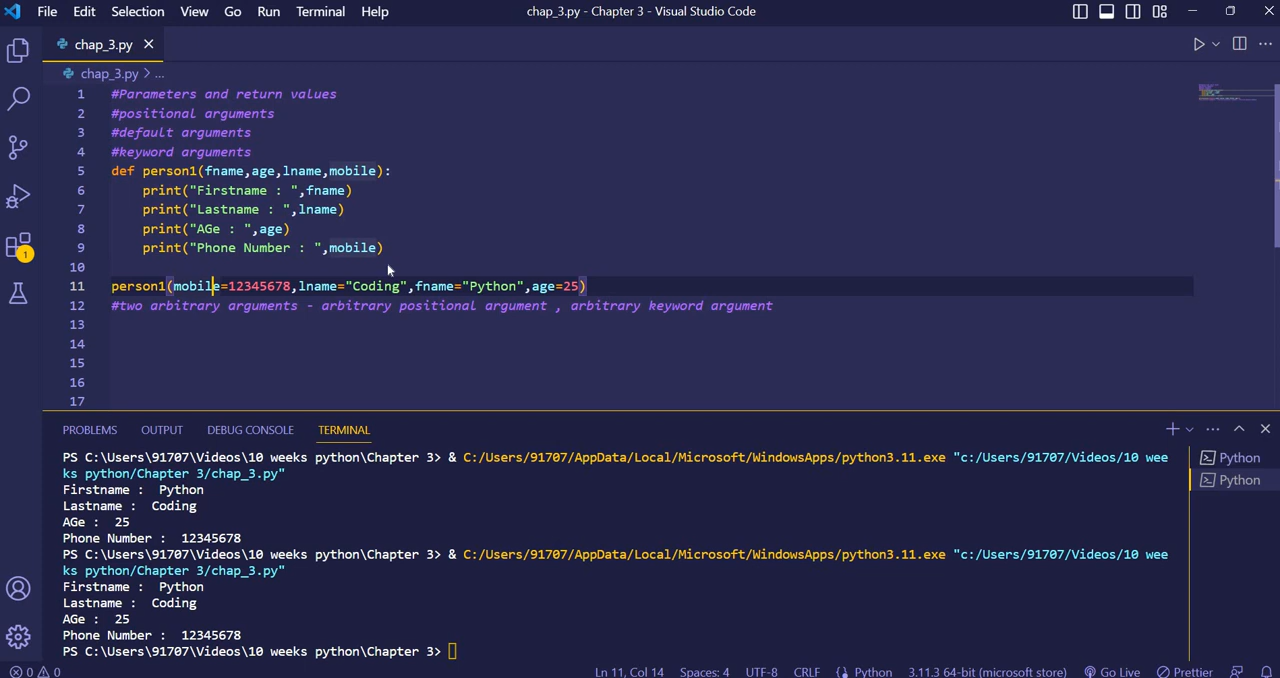 File Edit Selection View Go Run Terminal Help
chap_3.py - Chapter 3 - Visual Studio Code
chap_3.py
chap_3.py > ...
1 #Parameters and return values
2 #positional arguments
3 #default arguments
4 #keyword arguments
5 def person1(fname,age,lname,mobile):
6 print("Firstname : ",fname)
7 print("Lastname : ",lname)
8 print("AGe : ",age)
9 print("Phone Number : ",mobile)
10
11 person1(mobile=12345678,lname="Coding",fname="Python",age=25)
12 #two arbitrary arguments - arbitrary positional argument , arbitrary keyword argument
13
14
15
16
17
1
PROBLEMS OUTPUT DEBUG CONSOLE TERMINAL
PS C:\Users\91707\Videos\10 weeks python\Chapter 3> & C:/Users/91707/AppData/Local/Microsoft/WindowsApps/python3.11.exe "c:/Users/91707/Videos/10 wee
ks python/Chapter 3/chap_3.py"
Firstname : Python
Lastname : Coding
AGe : 25
Phone Number : 12345678
PS C:\Users\91707\Videos\10 weeks python\Chapter 3> & C:/Users/91707/AppData/Local/Microsoft/WindowsApps/python3.11.exe "c:/Users/91707/Videos/10 wee
ks python/Chapter 3/chap_3.py"
Firstname : Python
Lastname : Coding
AGe : 25
Phone Number : 12345678
PS C:\Users\91707\Videos\10 weeks python\Chapter 3>
Python
Python
0 0 Ln 11, Col 14 Spaces: 4 UTF-8 CRLF {} Python 3.11.3 64-bit (microsoft store) Go Live Prettier